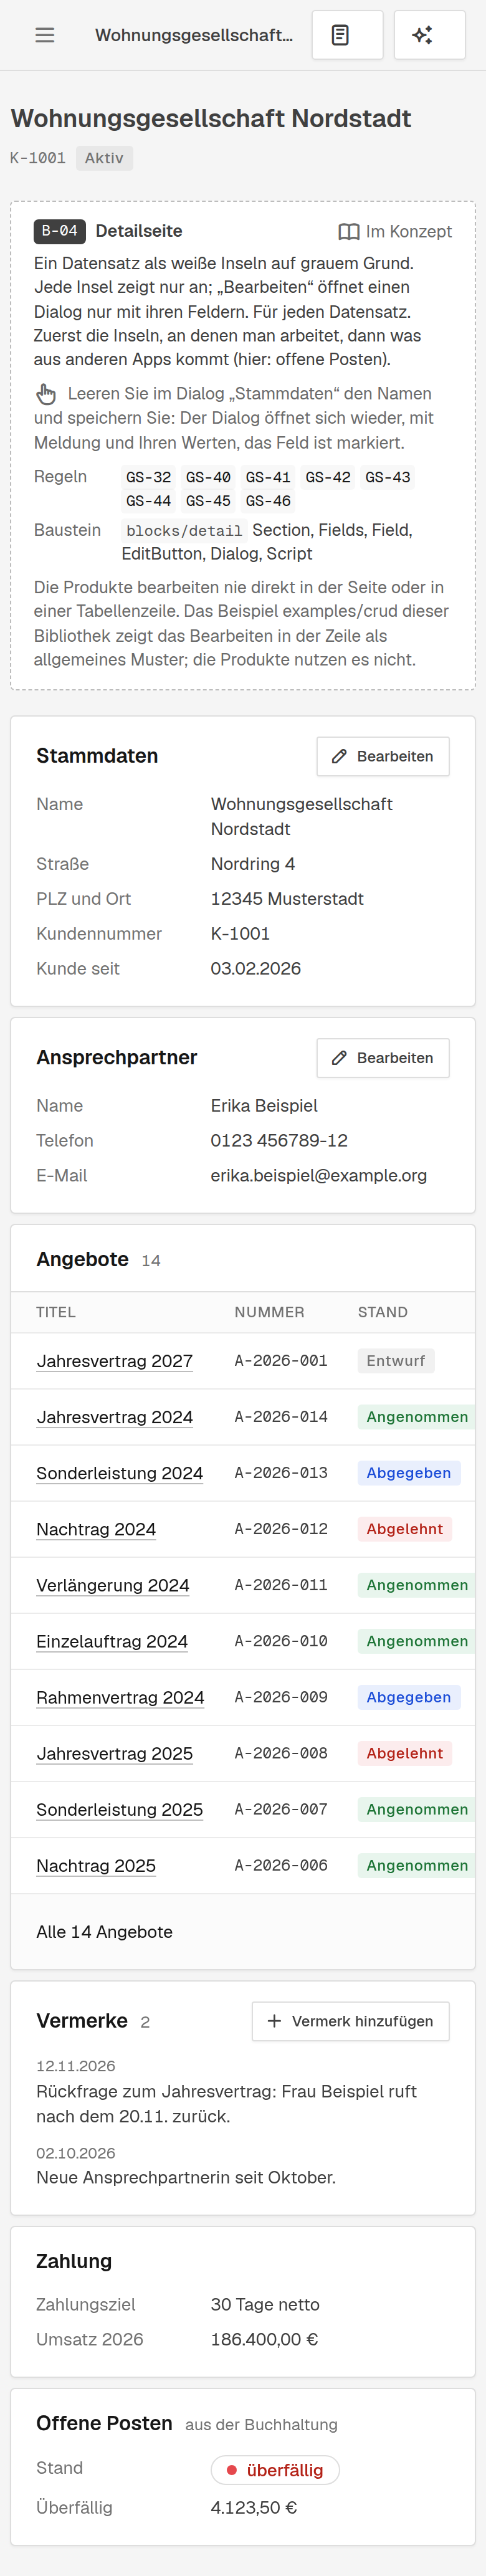 Wohnungsgesellschaft...
Wohnungsgesellschaft Nordstadt
K-1001 Aktiv
B-04 Detailseite Im Konzept
Ein Datensatz als weiße Inseln auf grauem Grund.
Jede Insel zeigt nur an; „Bearbeiten“ öffnet einen
Dialog nur mit ihren Feldern. Für jeden Datensatz.
Zuerst die Inseln, an denen man arbeitet, dann was
aus anderen Apps kommt (hier: offene Posten).
Leeren Sie im Dialog „Stammdaten“ den Namen
und speichern Sie: Der Dialog öffnet sich wieder, mit
Meldung und Ihren Werten, das Feld ist markiert.
Regeln GS-32 GS-40 GS-41 GS-42 GS-43
GS-44 GS-45 GS-46
Baustein blocks/detail Section, Fields, Field,
EditButton, Dialog, Script
Die Produkte bearbeiten nie direkt in der Seite oder in
einer Tabellenzeile. Das Beispiel examples/crud dieser
Bibliothek zeigt das Bearbeiten in der Zeile als
allgemeines Muster; die Produkte nutzen es nicht.
Stammdaten Bearbeiten
Name Wohnungsgesellschaft
Nordstadt
Straße Nordring 4
PLZ und Ort 12345 Musterstadt
Kundennummer K-1001
Kunde seit 03.02.2026
Ansprechpartner Bearbeiten
Name Erika Beispiel
Telefon 0123 456789-12
E-Mail erika.beispiel@example.org
Angebote 14
TITEL NUMMER STAND
Jahresvertrag 2027 A-2026-001 Entwurf
Jahresvertrag 2024 A-2026-014 Angenommen
Sonderleistung 2024 A-2026-013 Abgegeben
Nachtrag 2024 A-2026-012 Abgelehnt
Verlängerung 2024 A-2026-011 Angenommen
Einzelauftrag 2024 A-2026-010 Angenommen
Rahmenvertrag 2024 A-2026-009 Abgegeben
Jahresvertrag 2025 A-2026-008 Abgelehnt
Sonderleistung 2025 A-2026-007 Angenommen
Nachtrag 2025 A-2026-006 Angenommen
Alle 14 Angebote
Vermerke 2 Vermerk hinzufügen
12.11.2026
Rückfrage zum Jahresvertrag: Frau Beispiel ruft
nach dem 20.11. zurück.
02.10.2026
Neue Ansprechpartnerin seit Oktober.
Zahlung
Zahlungsziel 30 Tage netto
Umsatz 2026 186.400,00 €
Offene Posten aus der Buchhaltung
Stand überfällig
Überfällig 4.123,50 €